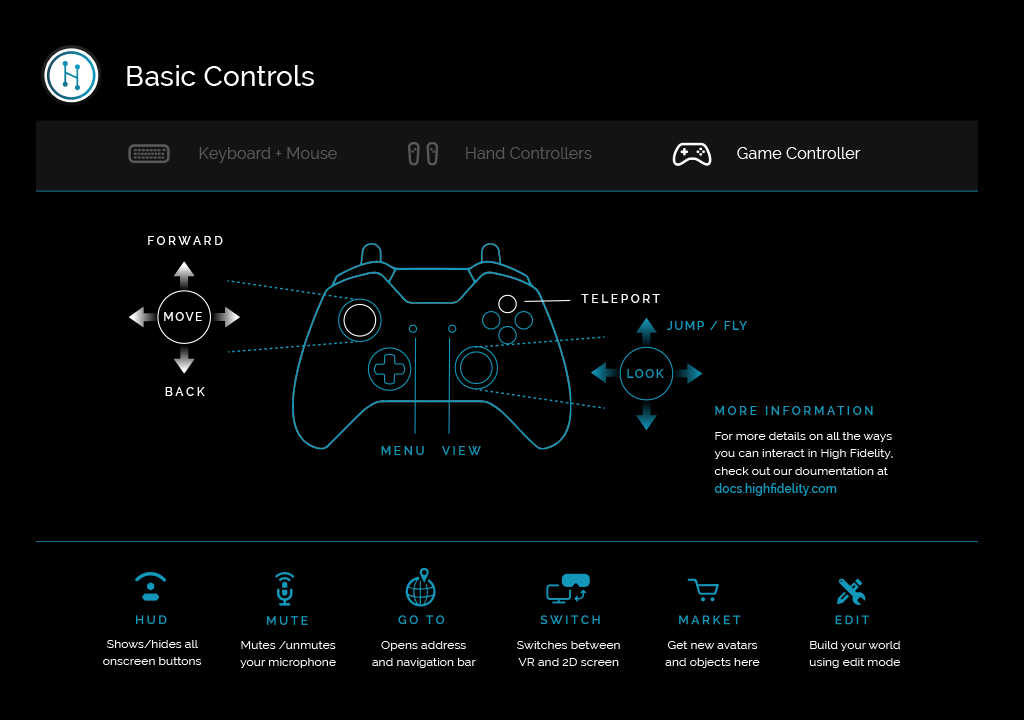 Basic Controls
Keyboard + Mouse
Hand Controllers
Game Controller
FORWARD
MOVE
BACK
TELEPORT
JUMP / FLY
LOOK
MENU
VIEW
MORE INFORMATION
For more details on all the ways
you can interact in High Fidelity,
check out our doumentation at
docs.highfidelity.com
HUD
Shows/hides all
onscreen buttons
MUTE
Mutes /unmutes
your microphone
GO TO
Opens address
and navigation bar
SWITCH
Switches between
VR and 2D screen
MARKET
Get new avatars
and objects here
EDIT
Build your world
using edit mode